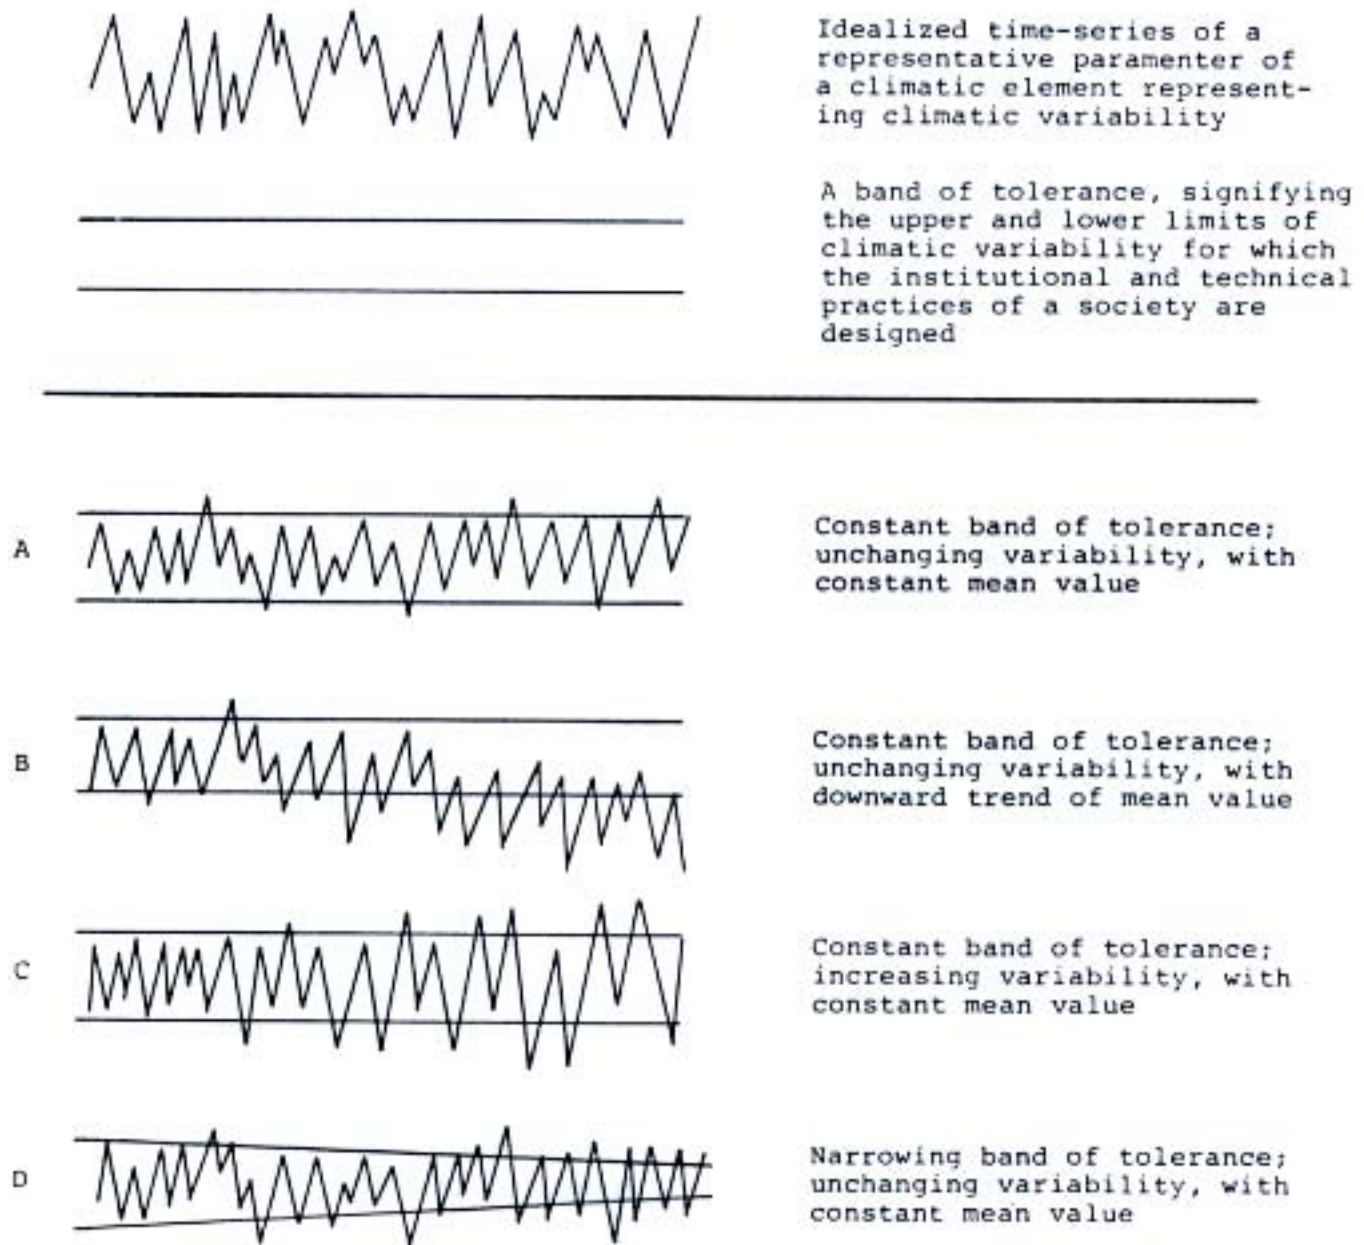 Idealized time-series of a
representative paramenter of
a climatic element represent-
ing climatic variability
A band of tolerance, signifying
the upper and lower limits of
climatic variability for which
the institutional and technical
practices of a society are
designed
A
Constant band of tolerance;
unchanging variability, with
constant mean value
B
Constant band of tolerance;
unchanging variability, with
downward trend of mean value
C
Constant band of tolerance;
increasing variability, with
constant mean value
D
Narrowing band of tolerance;
unchanging variability, with
constant mean value